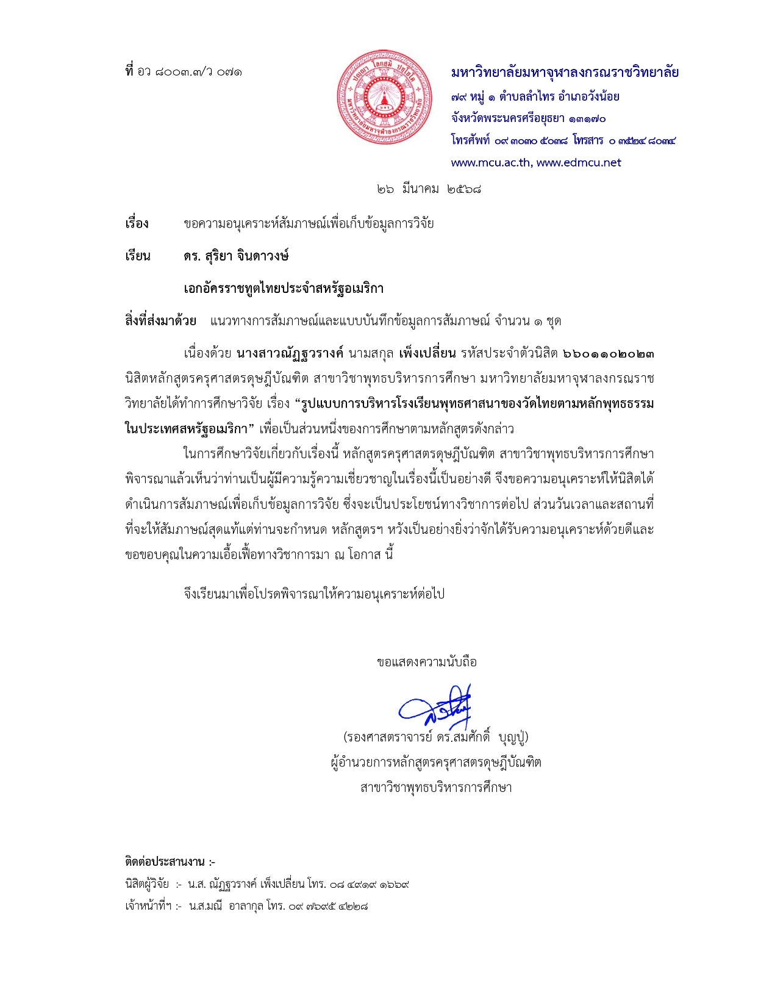 ที่ อว ๘๐๐๓.๓/ว ๐๗๑
ปญฺญา โลกสฺมิ ปชฺโชโต
มจร
มหาวิทยาลัยมหาจุฬาลงกรณราชวิทยาลัย
มหาวิทยาลัยมหาจุฬาลงกรณราชวิทยาลัย
๗๙ หมู่ ๑ ตำบลลำไทร อำเภอวังน้อย
จังหวัดพระนครศรีอยุธยา ๑๓๑๗๐
โทรศัพท์ ๐๙ ๓๐๓๐ ๕๐๓๘ โทรสาร ๐ ๓๕๒๔ ๘๐๓๔
www.mcu.ac.th, www.edmcu.net
๒๖ มีนาคม ๒๕๖๘
เรื่อง ขอความอนุเคราะห์สัมภาษณ์เพื่อเก็บข้อมูลการวิจัย
เรียน ดร. สุริยา จินดาวงษ์
เอกอัครราชทูตไทยประจำสหรัฐอเมริกา
สิ่งที่ส่งมาด้วย แนวทางการสัมภาษณ์และแบบบันทึกข้อมูลการสัมภาษณ์ จำนวน ๑ ชุด
เนื่องด้วย นางสาวณัฏฐวรางค์ นามสกุล เพ็งเปลี่ยน รหัสประจำตัวนิสิต ๖๖๐๑๑๐๒๐๒๓
นิสิตหลักสูตรครุศาสตรดุษฎีบัณฑิต สาขาวิชาพุทธบริหารการศึกษา มหาวิทยาลัยมหาจุฬาลงกรณราช
วิทยาลัยได้ทำการศึกษาวิจัย เรื่อง “รูปแบบการบริหารโรงเรียนพุทธศาสนาของวัดไทยตามหลักพุทธธรรม
ในประเทศสหรัฐอเมริกา” เพื่อเป็นส่วนหนึ่งของการศึกษาตามหลักสูตรดังกล่าว
ในการศึกษาวิจัยเกี่ยวกับเรื่องนี้ หลักสูตรครุศาสตรดุษฎีบัณฑิต สาขาวิชาพุทธบริหารการศึกษา
พิจารณาแล้วเห็นว่าท่านเป็นผู้มีความรู้ความเชี่ยวชาญในเรื่องนี้เป็นอย่างดี จึงขอความอนุเคราะห์ให้นิสิตได้
ดำเนินการสัมภาษณ์เพื่อเก็บข้อมูลการวิจัย ซึ่งจะเป็นประโยชน์ทางวิชาการต่อไป ส่วนวันเวลาและสถานที่
ที่จะให้สัมภาษณ์สุดแท้แต่ท่านจะกำหนด หลักสูตรฯ หวังเป็นอย่างยิ่งว่าจักได้รับความอนุเคราะห์ด้วยดีและ
ขอขอบคุณในความเอื้อเฟื้อทางวิชาการมา ณ โอกาส นี้
จึงเรียนมาเพื่อโปรดพิจารณาให้ความอนุเคราะห์ต่อไป
ขอแสดงความนับถือ
(รองศาสตราจารย์ ดร.สมศักดิ์ บุญปู่)
ผู้อำนวยการหลักสูตรครุศาสตรดุษฎีบัณฑิต
สาขาวิชาพุทธบริหารการศึกษา
ติดต่อประสานงาน :-
นิสิตผู้วิจัย :- น.ส. ณัฏฐวรางค์ เพ็งเปลี่ยน โทร. ๐๘ ๔๙๑๙ ๑๖๖๙
เจ้าหน้าที่ฯ :- น.ส.มณี อาลากุล โทร. ๐๙ ๗๖๙๕ ๔๒๒๘